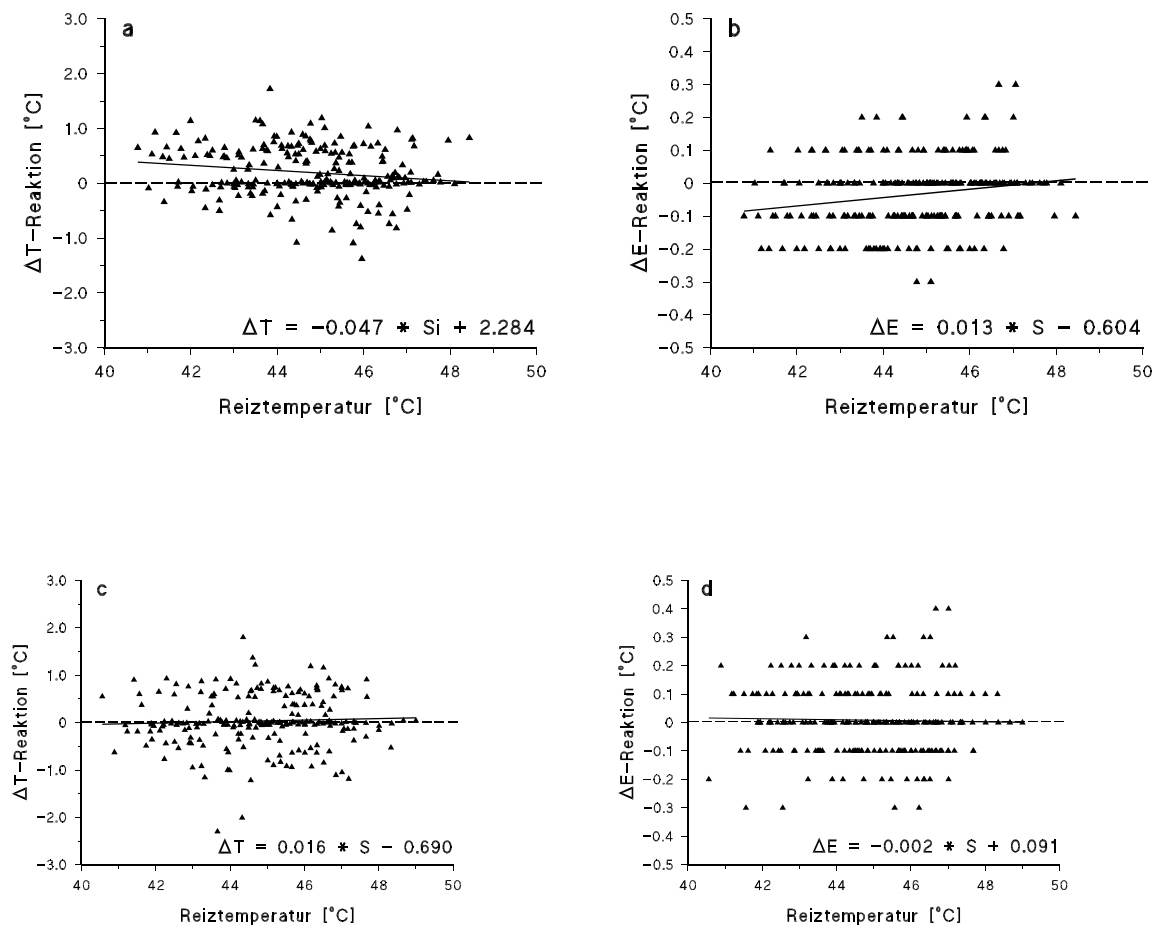 a
3.0
2.0
1.0
0
−1.0
−2.0
−3.0
ΔT−Reaktion [°C]
ΔT = −0.047 * Si + 2.284
40 42 44 46 48 50
Reiztemperatur [°C]
b
0.5
0.4
0.3
0.2
0.1
0
−0.1
−0.2
−0.3
−0.4
−0.5
ΔE−Reaktion [°C]
ΔE = 0.013 * S − 0.604
40 42 44 46 48 50
Reiztemperatur [°C]
c
3.0
2.0
1.0
0
−1.0
−2.0
−3.0
ΔT−Reaktion [°C]
ΔT = 0.016 * S − 0.690
40 42 44 46 48 50
Reiztemperatur [°C]
d
0.5
0.4
0.3
0.2
0.1
0
−0.1
−0.2
−0.3
−0.4
−0.5
ΔE−Reaktion [°C]
ΔE = −0.002 * S + 0.091
40 42 44 46 48 50
Reiztemperatur [°C]